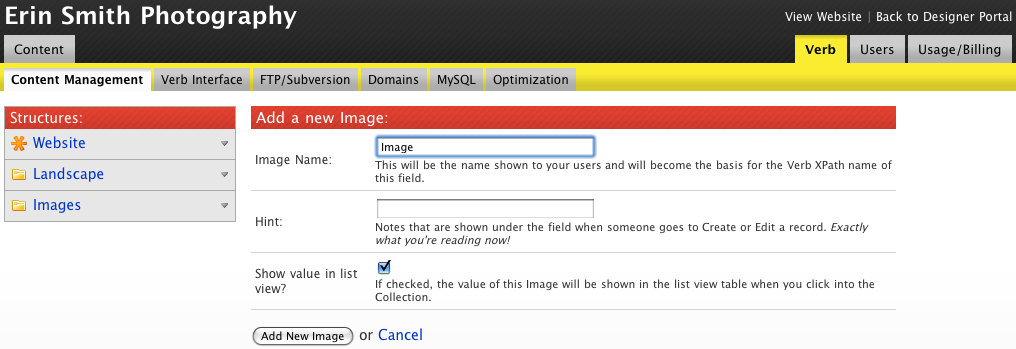 Erin Smith Photography
View Website | Back to Designer Portal
Content
Verb
Users
Usage/Billing
Content Management
Verb Interface
FTP/Subversion
Domains
MySQL
Optimization
Structures:
Website
Landscape
Images
Add a new Image:
Image Name:
Image
This will be the name shown to your users and will become the basis for the Verb XPath name of
this field.
Hint:
Notes that are shown under the field when someone goes to Create or Edit a record. Exactly
what you're reading now!
Show value in list
view?
If checked, the value of this Image will be shown in the list view table when you click into the
Collection.
Add New Image or Cancel